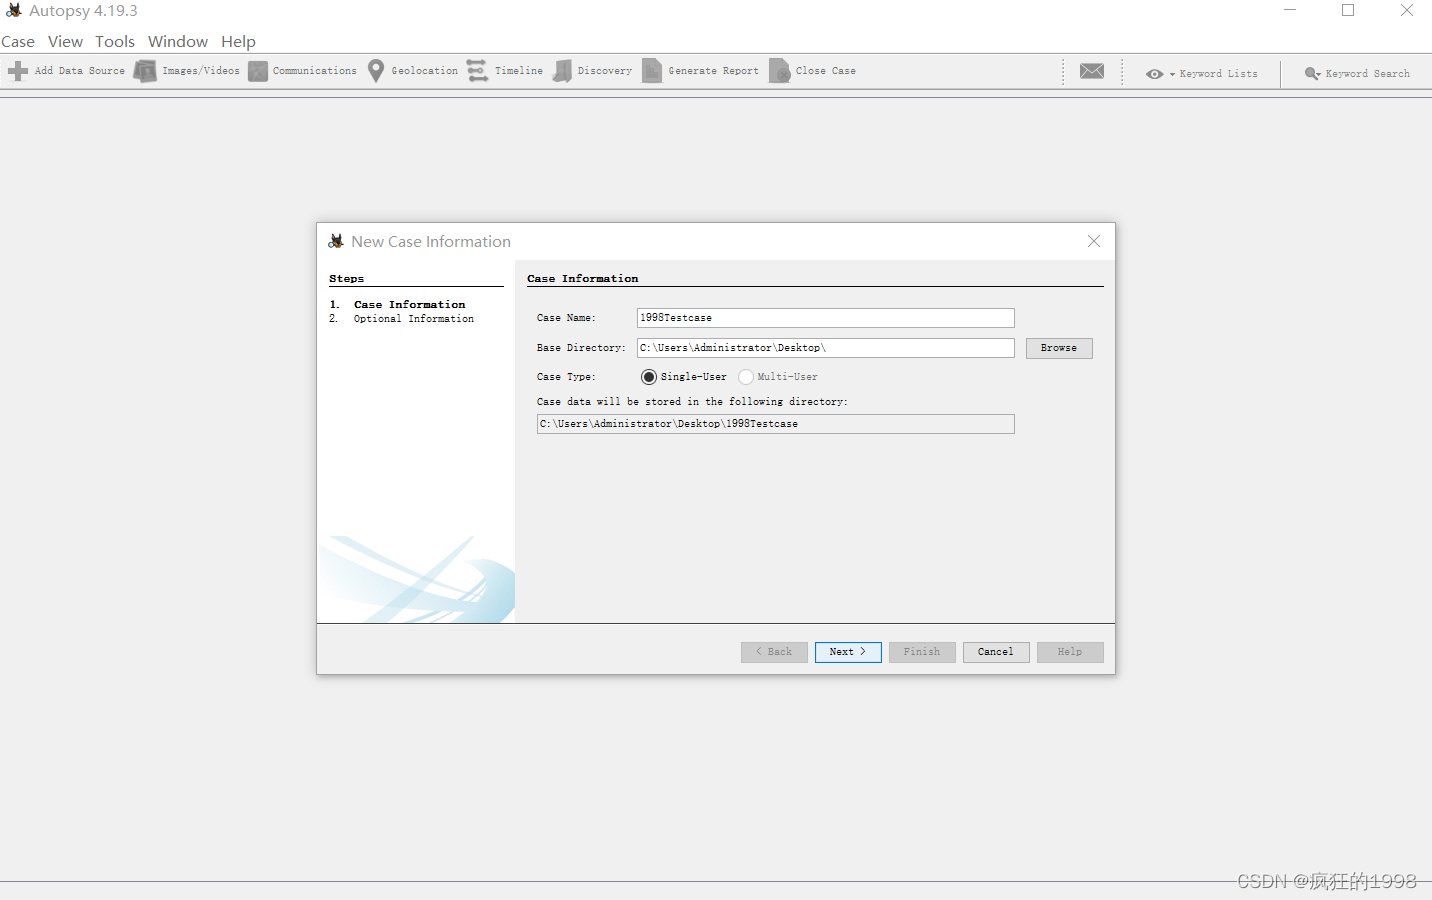 Autopsy 4.19.3
Case View Tools Window Help
Add Data Source Images/Videos Communications Geolocation Timeline Discovery Generate Report Close Case Keyword Lists Keyword Search
New Case Information
Steps
1. Case Information
2. Optional Information
Case Information
Case Name: 1998Testcase
Base Directory: C:\Users\Administrator\Desktop\ Browse
Case Type: Single-User Multi-User
Case data will be stored in the following directory:
C:\Users\Administrator\Desktop\1998Testcase
< Back Next > Finish Cancel Help
CSDN @疯狂的1998